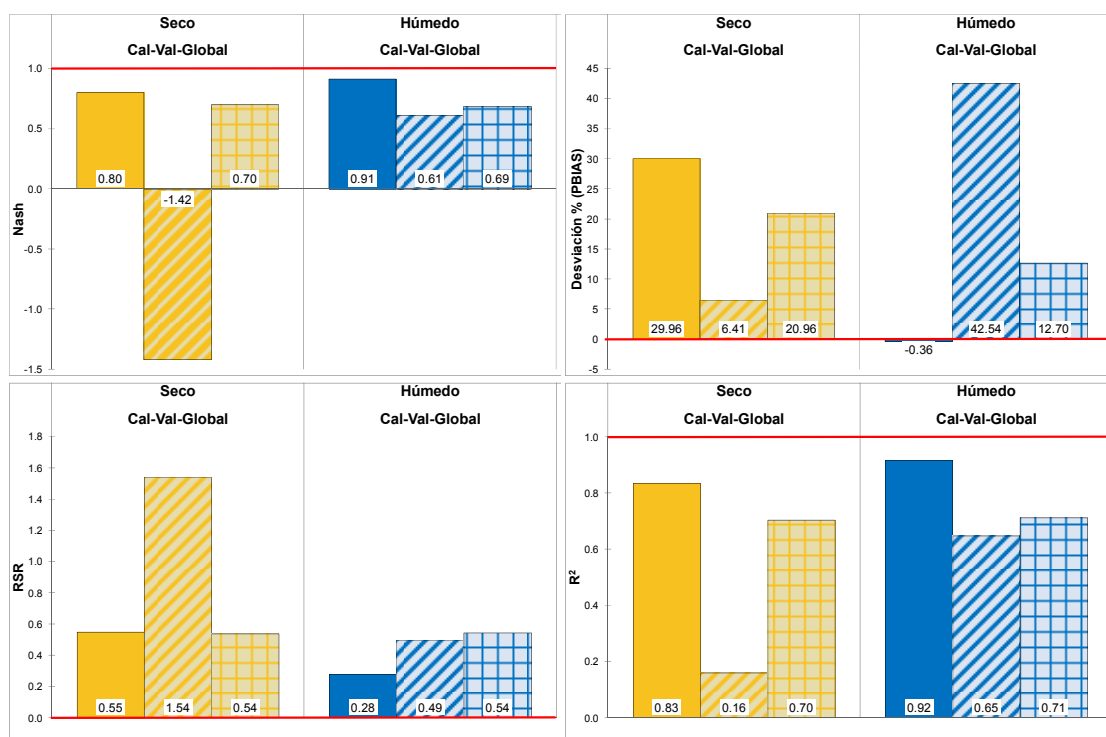 Seco Húmedo
Cal-Val-Global Cal-Val-Global
1.0
0.5
0.0
-0.5
-1.0
-1.5
Nash
0.80 -1.42 0.70 0.91 0.61 0.69
Seco Húmedo
Cal-Val-Global Cal-Val-Global
45
40
35
30
25
20
15
10
5
0
-5
Desviación % (PBIAS)
29.96 6.41 20.96 -0.36 42.54 12.70
Seco Húmedo
Cal-Val-Global Cal-Val-Global
1.8
1.6
1.4
1.2
1.0
0.8
0.6
0.4
0.2
0.0
RSR
0.55 1.54 0.54 0.28 0.49 0.54
Seco Húmedo
Cal-Val-Global Cal-Val-Global
1.0
0.8
0.6
0.4
0.2
0.0
R²
0.83 0.16 0.70 0.92 0.65 0.71